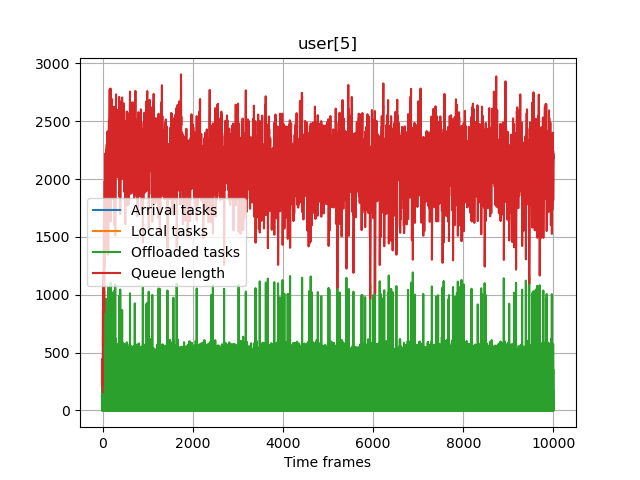 user[5]
3000
2500
2000
1500
1000
500
0
Arrival tasks
Local tasks
Offloaded tasks
Queue length
0 2000 4000 6000 8000 10000
Time frames